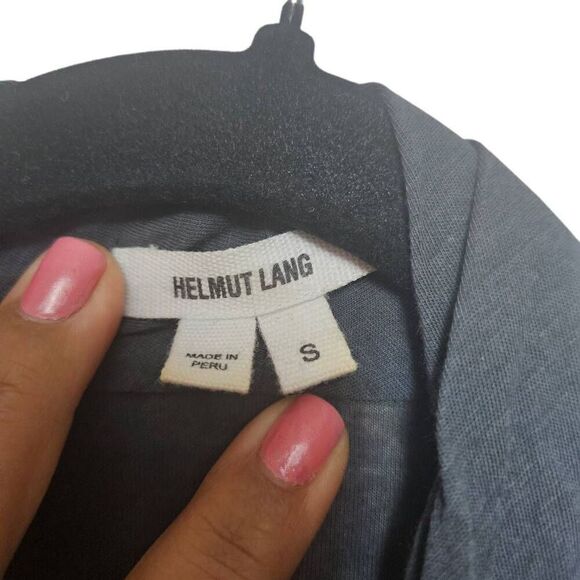 HELMUT LANG
MADE IN
PERU
S